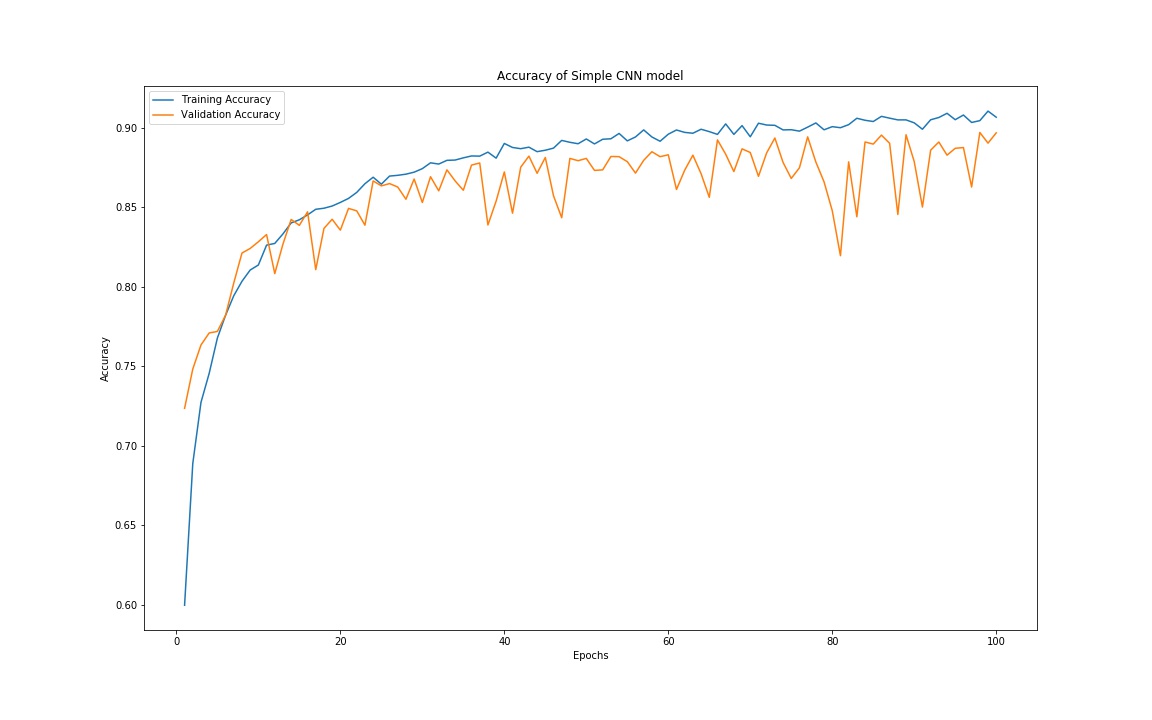 Accuracy of Simple CNN model
Training Accuracy
Validation Accuracy
0.90
0.85
0.80
0.75
0.70
0.65
0.60
Accuracy
0 20 40 60 80 100
Epochs